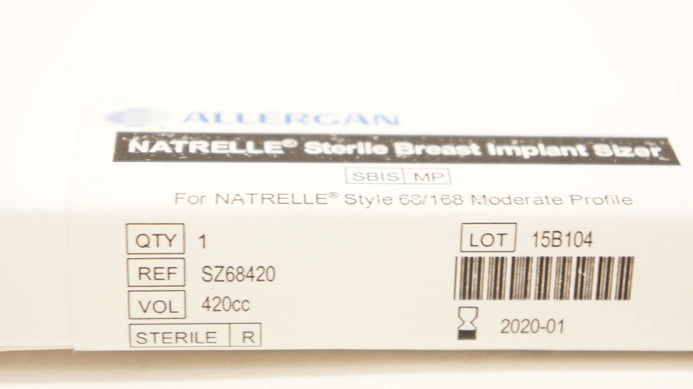 ALLERGAN
NATRELLE® Sterile Breast Implant Sizer
SBIS MP
For NATRELLE® Style 68/168 Moderate Profile
QTY 1
LOT 15B104
REF SZ68420
VOL 420cc
2020-01
STERILE R